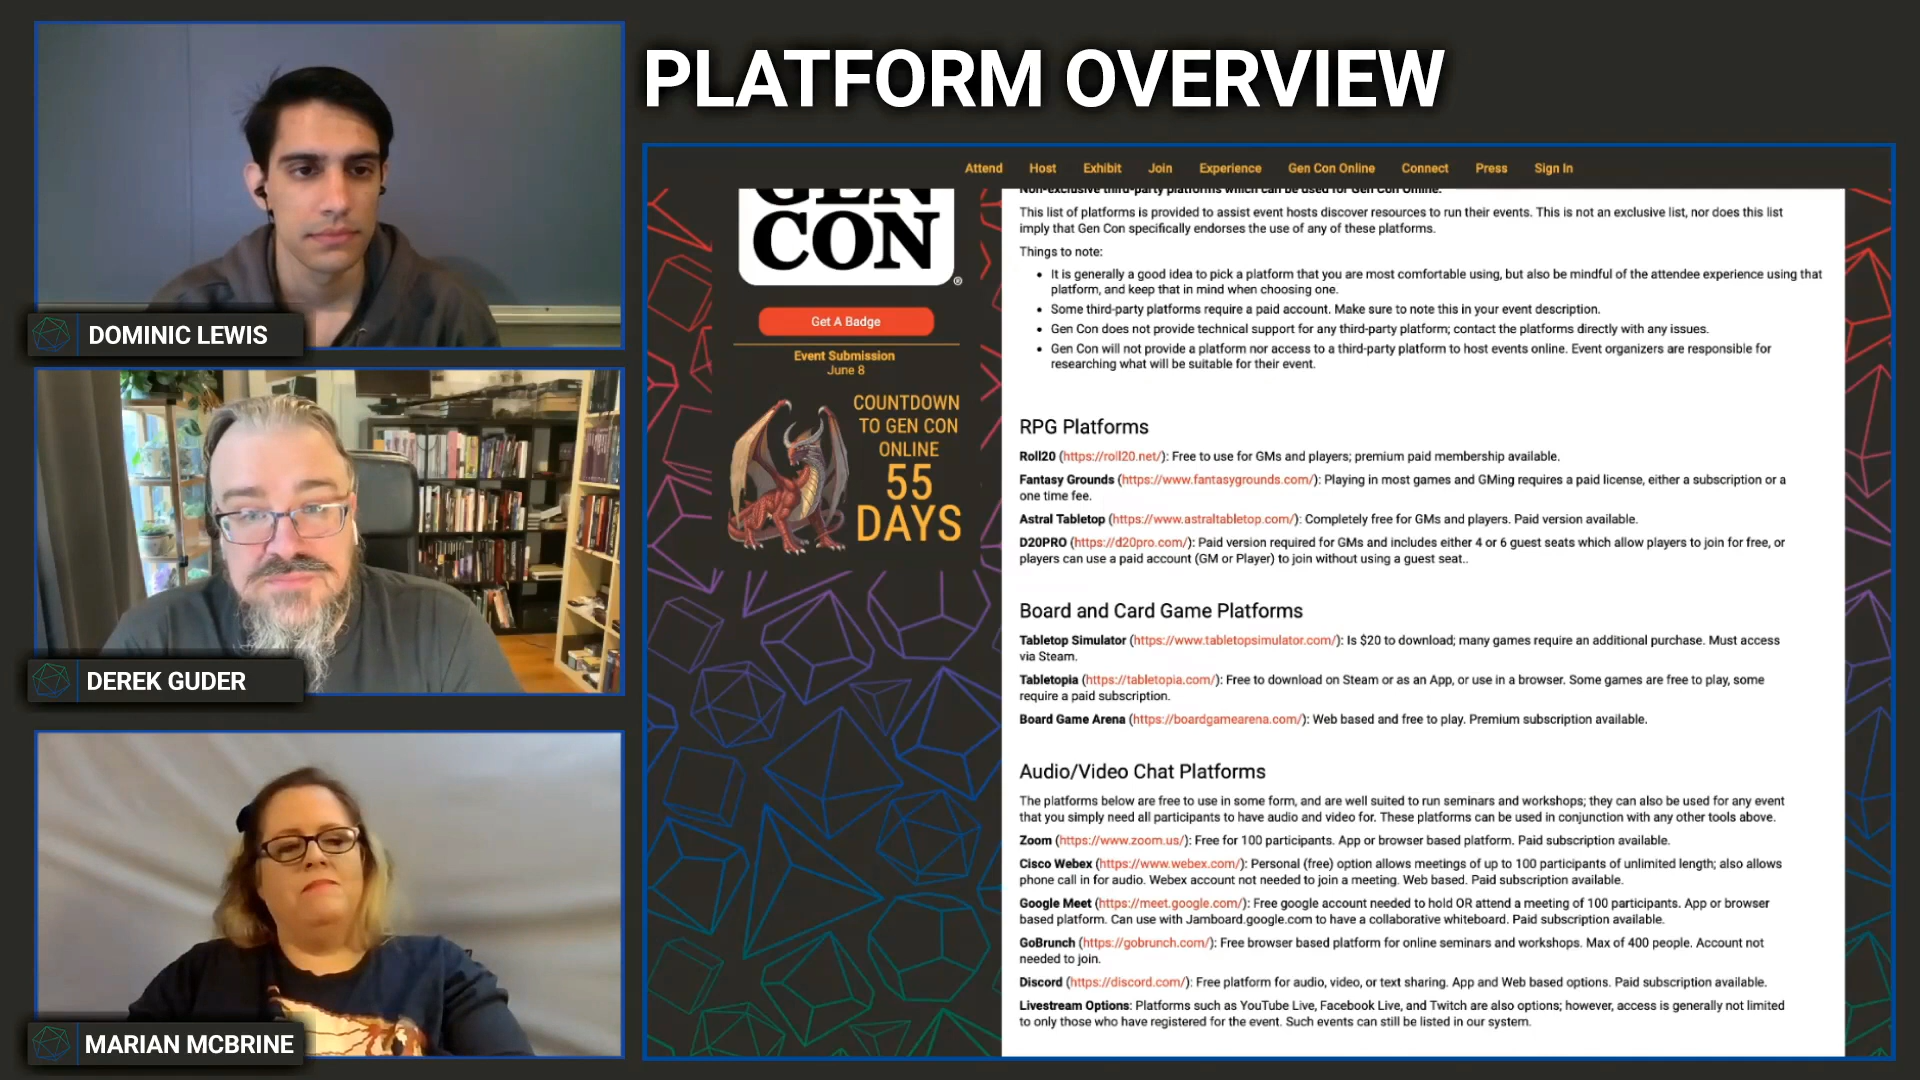 PLATFORM OVERVIEW
DOMINIC LEWIS
DEREK GUDER
MARIAN MCBRINE
Attend Host Exhibit Join Experience Gen Con Online Connect Press Sign In
GEN
CON
®
Get A Badge
Event Submission
June 8
COUNTDOWN
TO GEN CON
ONLINE
55
DAYS
Non-exclusive third-party platforms which can be used for Gen Con Online.
This list of platforms is provided to assist event hosts discover resources to run their events. This is not an exclusive list, nor does this list
imply that Gen Con specifically endorses the use of any of these platforms.
Things to note:
• It is generally a good idea to pick a platform that you are most comfortable using, but also be mindful of the attendee experience using that
platform, and keep that in mind when choosing one.
• Some third-party platforms require a paid account. Make sure to note this in your event description.
• Gen Con does not provide technical support for any third-party platform; contact the platforms directly with any issues.
• Gen Con will not provide a platform nor access to a third-party platform to host events online. Event organizers are responsible for
researching what will be suitable for their event.
RPG Platforms
Roll20 (https://roll20.net/): Free to use for GMs and players; premium paid membership available.
Fantasy Grounds (https://www.fantasygrounds.com/): Playing in most games and GMing requires a paid license, either a subscription or a
one time fee.
Astral Tabletop (https://www.astraltabletop.com/): Completely free for GMs and players. Paid version available.
D20PRO (https://d20pro.com/): Paid version required for GMs and includes either 4 or 6 guest seats which allow players to join for free, or
players can use a paid account (GM or Player) to join without using a guest seat..
Board and Card Game Platforms
Tabletop Simulator (https://www.tabletopsimulator.com/): Is $20 to download; many games require an additional purchase. Must access
via Steam.
Tabletopia (https://tabletopia.com/): Free to download on Steam or as an App, or use in a browser. Some games are free to play, some
require a paid subscription.
Board Game Arena (https://boardgamearena.com/): Web based and free to play. Premium subscription available.
Audio/Video Chat Platforms
The platforms below are free to use in some form, and are well suited to run seminars and workshops; they can also be used for any event
that you simply need all participants to have audio and video for. These platforms can be used in conjunction with any other tools above.
Zoom (https://www.zoom.us/): Free for 100 participants. App or browser based platform. Paid subscription available.
Cisco Webex (https://www.webex.com/): Personal (free) option allows meetings of up to 100 participants of unlimited length; also allows
phone call in for audio. Webex account not needed to join a meeting. Web based. Paid subscription available.
Google Meet (https://meet.google.com/): Free google account needed to hold OR attend a meeting of 100 participants. App or browser
based platform. Can use with Jamboard.google.com to have a collaborative whiteboard. Paid subscription available.
GoBrunch (https://gobrunch.com/): Free browser based platform for online seminars and workshops. Max of 400 people. Account not
needed to join.
Discord (https://discord.com/): Free platform for audio, video, or text sharing. App and Web based options. Paid subscription available.
Livestream Options: Platforms such as YouTube Live, Facebook Live, and Twitch are also options; however, access is generally not limited
to only those who have registered for the event. Such events can still be listed in our system.